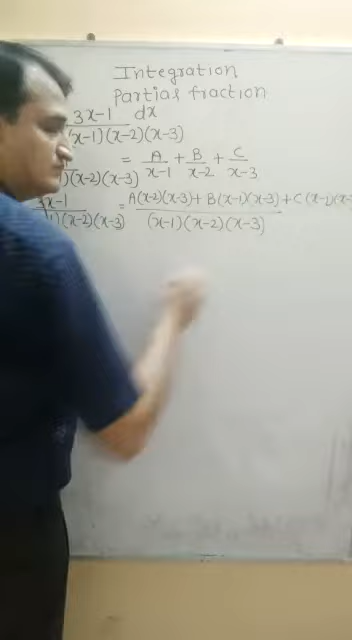 Integration
Partial fraction
3x-1 dx
(x-1)(x-2)(x-3)
= A/x-1 + B/x-2 + C/x-3
)(x-2)(x-3)
3x-1 = A(x-2)(x-3) + B(x-1)(x-3) + C(x-1)(x-
)(x-2)(x-3) (x-1)(x-2)(x-3)